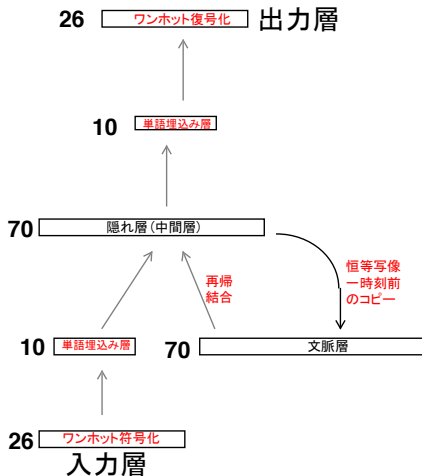 26 ワンホット復号化 出力層
10 単語埋込み層
70 隠れ層(中間層)
再帰
結合
恒等写像
一時刻前
のコピー
10 単語埋込み層
70 文脈層
26 ワンホット符号化
入力層